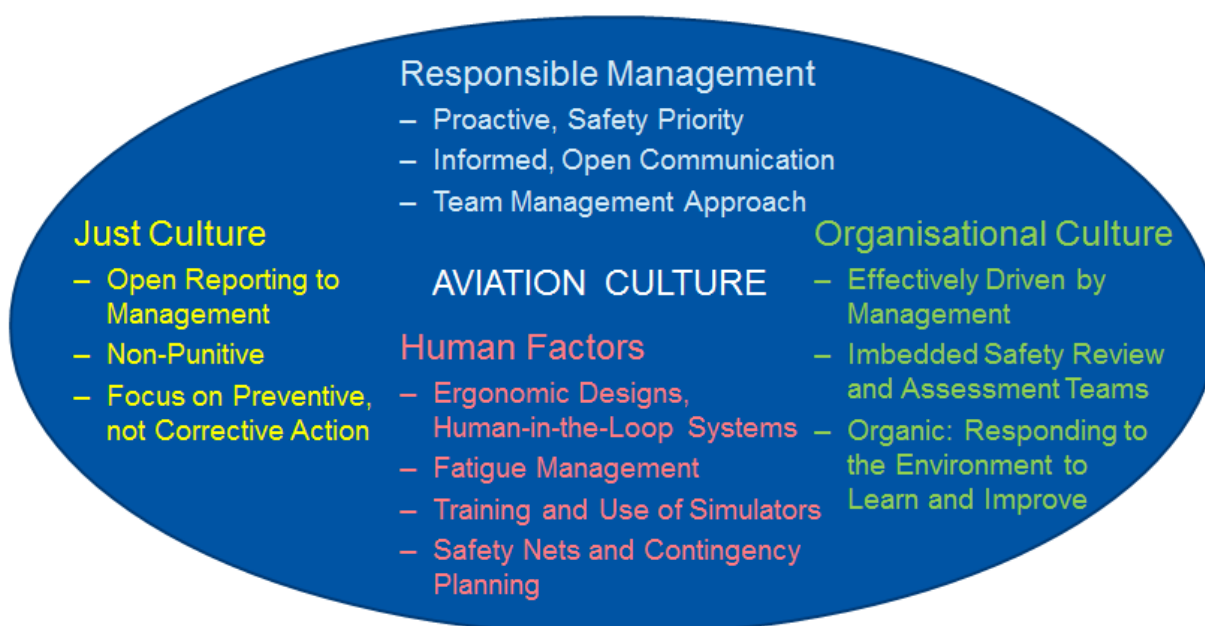 Responsible Management
– Proactive, Safety Priority
– Informed, Open Communication
– Team Management Approach
Just Culture
– Open Reporting to
Management
– Non-Punitive
– Focus on Preventive,
not Corrective Action
AVIATION CULTURE
Human Factors
– Ergonomic Designs,
Human-in-the-Loop Systems
– Fatigue Management
– Training and Use of Simulators
– Safety Nets and Contingency
Planning
Organisational Culture
– Effectively Driven by
Management
– Imbedded Safety Review
and Assessment Teams
– Organic: Responding to
the Environment to
Learn and Improve